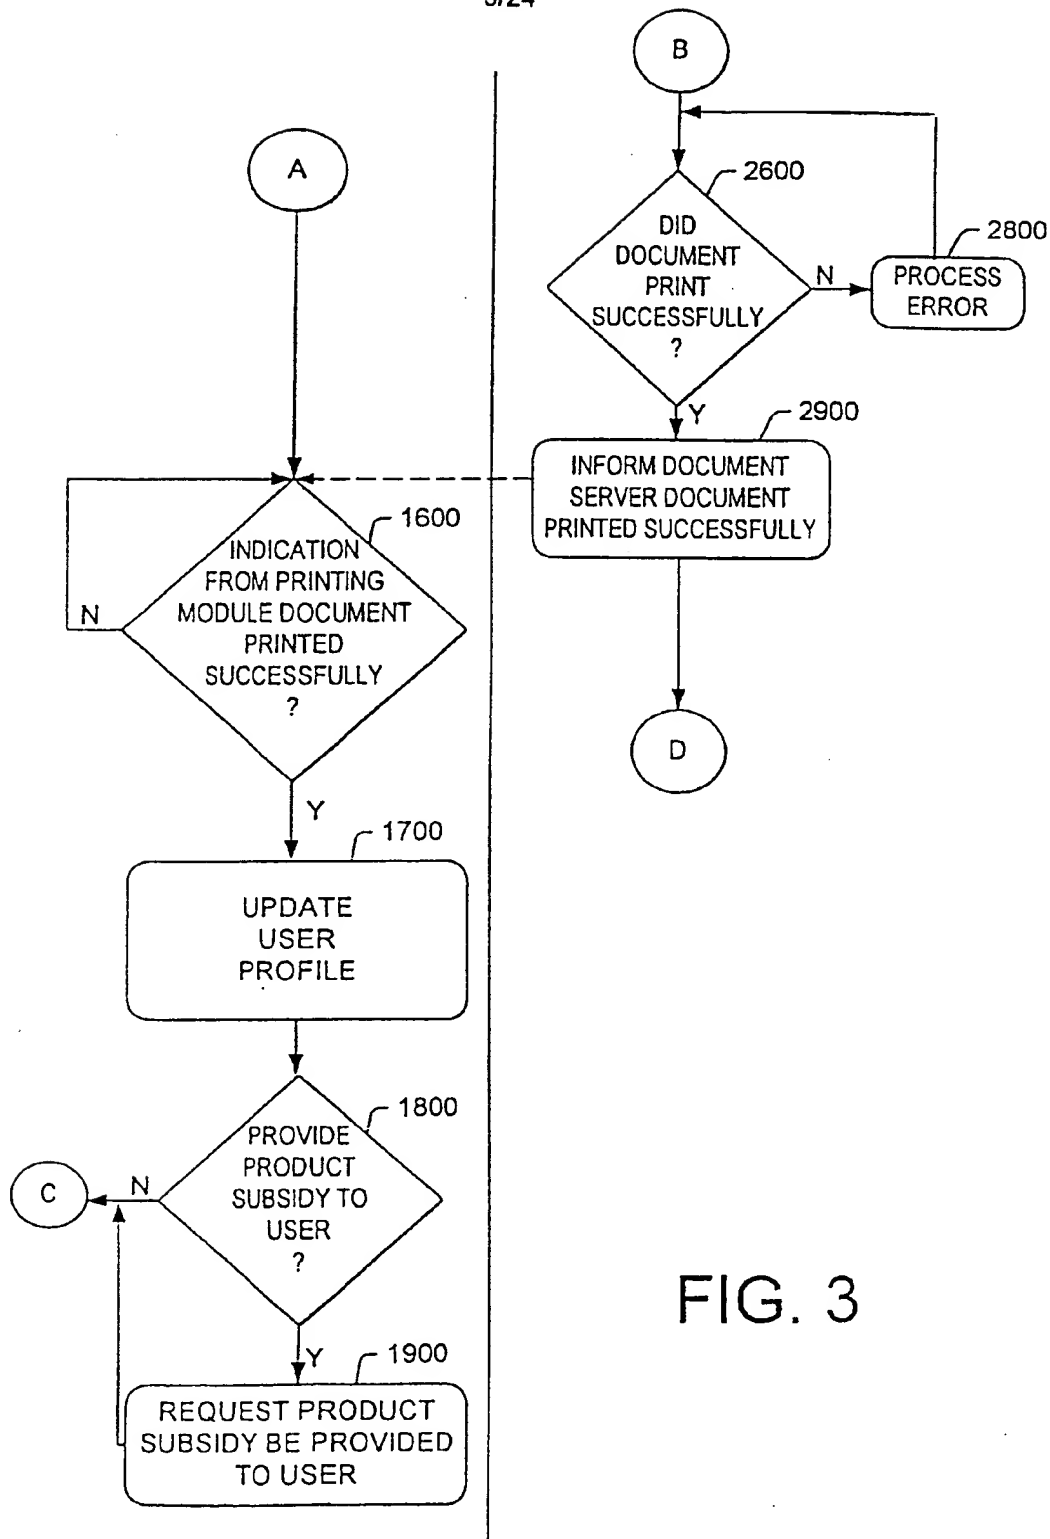 3/24
B
A
2600
DID
DOCUMENT
PRINT
SUCCESSFULLY
?
N
2800
PROCESS
ERROR
Y
2900
INFORM DOCUMENT
SERVER DOCUMENT
PRINTED SUCCESSFULLY
D
1600
INDICATION
FROM PRINTING
MODULE DOCUMENT
PRINTED
SUCCESSFULLY
?
N
Y
1700
UPDATE
USER
PROFILE
1800
PROVIDE
PRODUCT
SUBSIDY TO
USER
?
N
C
Y
1900
REQUEST PRODUCT
SUBSIDY BE PROVIDED
TO USER
FIG. 3